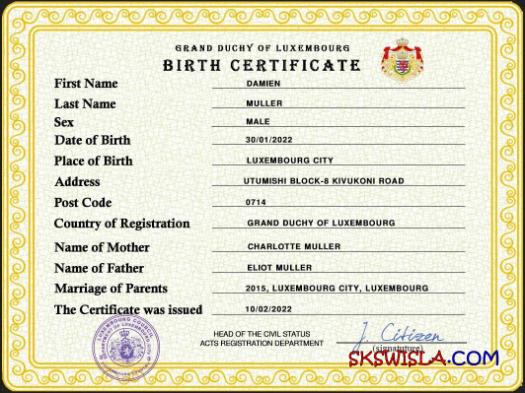 GRAND DUCHY OF LUXEMBOURG
BIRTH CERTIFICATE
First Name DAMIEN
Last Name MULLER
Sex MALE
Date of Birth 30/01/2022
Place of Birth LUXEMBOURG CITY
Address UTUMISHI BLOCK-8 KIVUKONI ROAD
Post Code 0714
Country of Registration GRAND DUCHY OF LUXEMBOURG
Name of Mother CHARLOTTE MULLER
Name of Father ELIOT MULLER
Marriage of Parents 2015, LUXEMBOURG CITY, LUXEMBOURG
The Certificate was issued 10/02/2022
LUXEMBOURG COUNCIL
HEAD OF THE CIVIL STATUS
ACTS REGISTRATION DEPARTMENT
J. Citizen
(signatuture)
SKSWISLA.COM